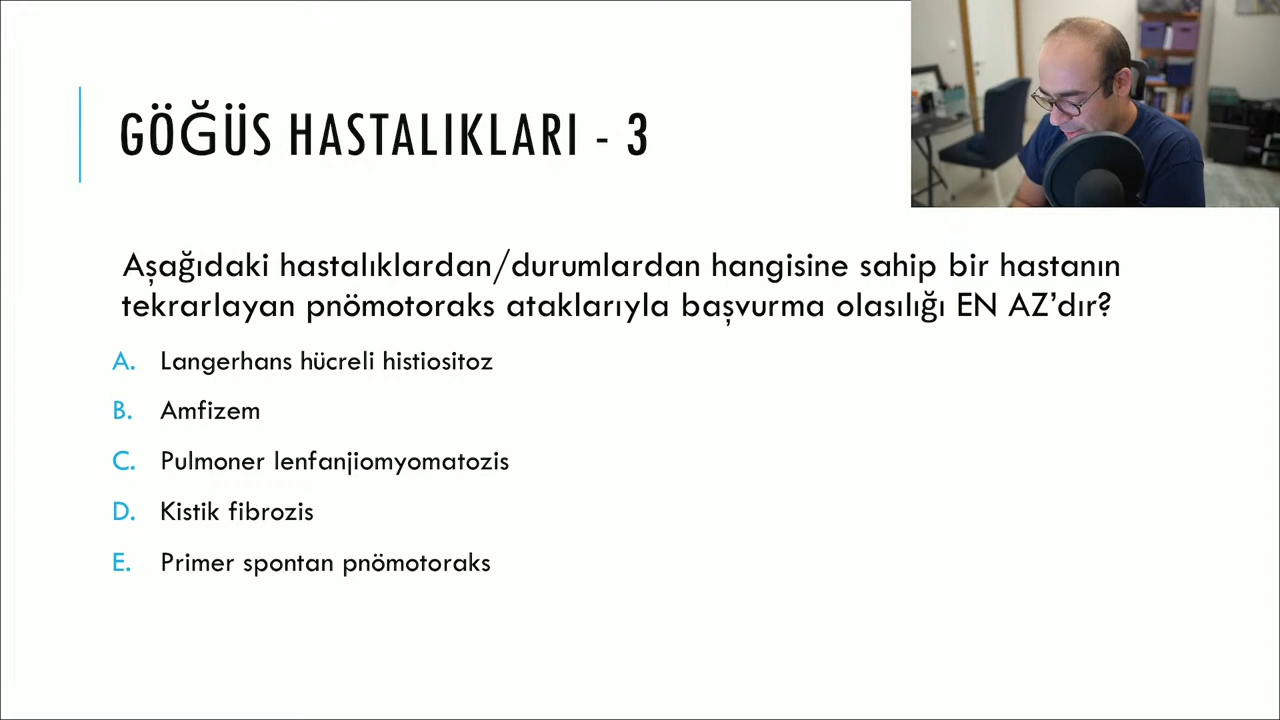 GÖĞÜS HASTALIKLARI - 3
Aşağıdaki hastalıklardan/durumlardan hangisine sahip bir hastanın
tekrarlayan pnömotoraks ataklarıyla başvurma olasılığı EN AZ’dır?
A. Langerhans hücreli histiositoz
B. Amfizem
C. Pulmoner lenfanjiomyomatozis
D. Kistik fibrozis
E. Primer spontan pnömotoraks